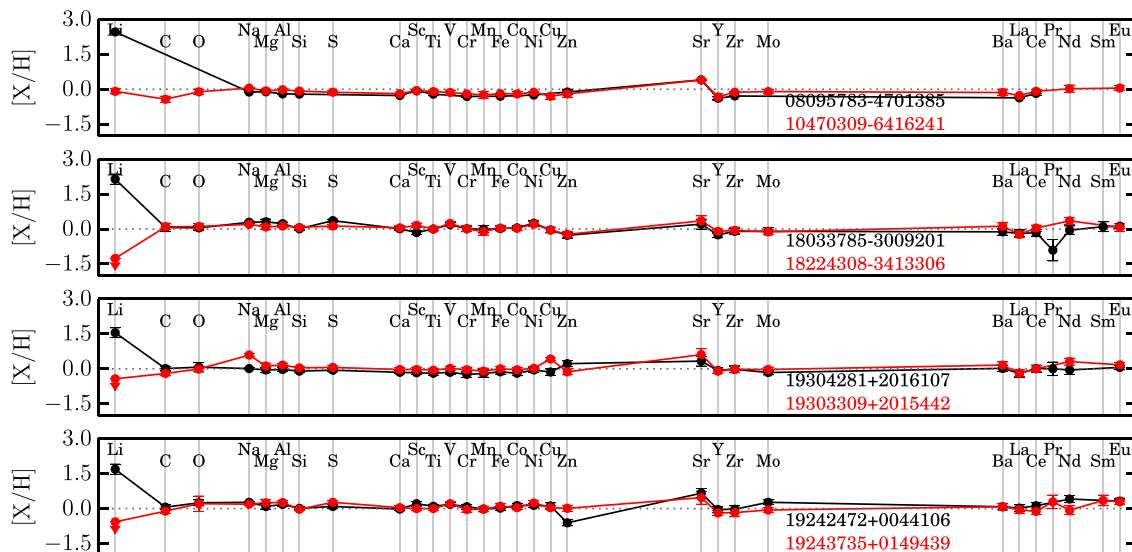 3.0
Li Na Al Sc V Mn Co Cu Y La Pr Eu
C O Mg Si S Ca Ti Cr Fe Ni Zn Sr Zr Mo Ba Ce Nd Sm
1.5
[X/H]
0.0
08095783-4701385
−1.5
10470309-6416241
3.0
Li Na Al Sc V Mn Co Cu Y La Pr Eu
C O Mg Si S Ca Ti Cr Fe Ni Zn Sr Zr Mo Ba Ce Nd Sm
1.5
[X/H]
0.0
18033785-3009201
−1.5
18224308-3413306
3.0
Li Na Al Sc V Mn Co Cu Y La Pr Eu
C O Mg Si S Ca Ti Cr Fe Ni Zn Sr Zr Mo Ba Ce Nd Sm
1.5
[X/H]
0.0
19304281+2016107
−1.5
19303309+2015442
3.0
Li Na Al Sc V Mn Co Cu Y La Pr Eu
C O Mg Si S Ca Ti Cr Fe Ni Zn Sr Zr Mo Ba Ce Nd Sm
1.5
[X/H]
0.0
19242472+0044106
−1.5
19243735+0149439